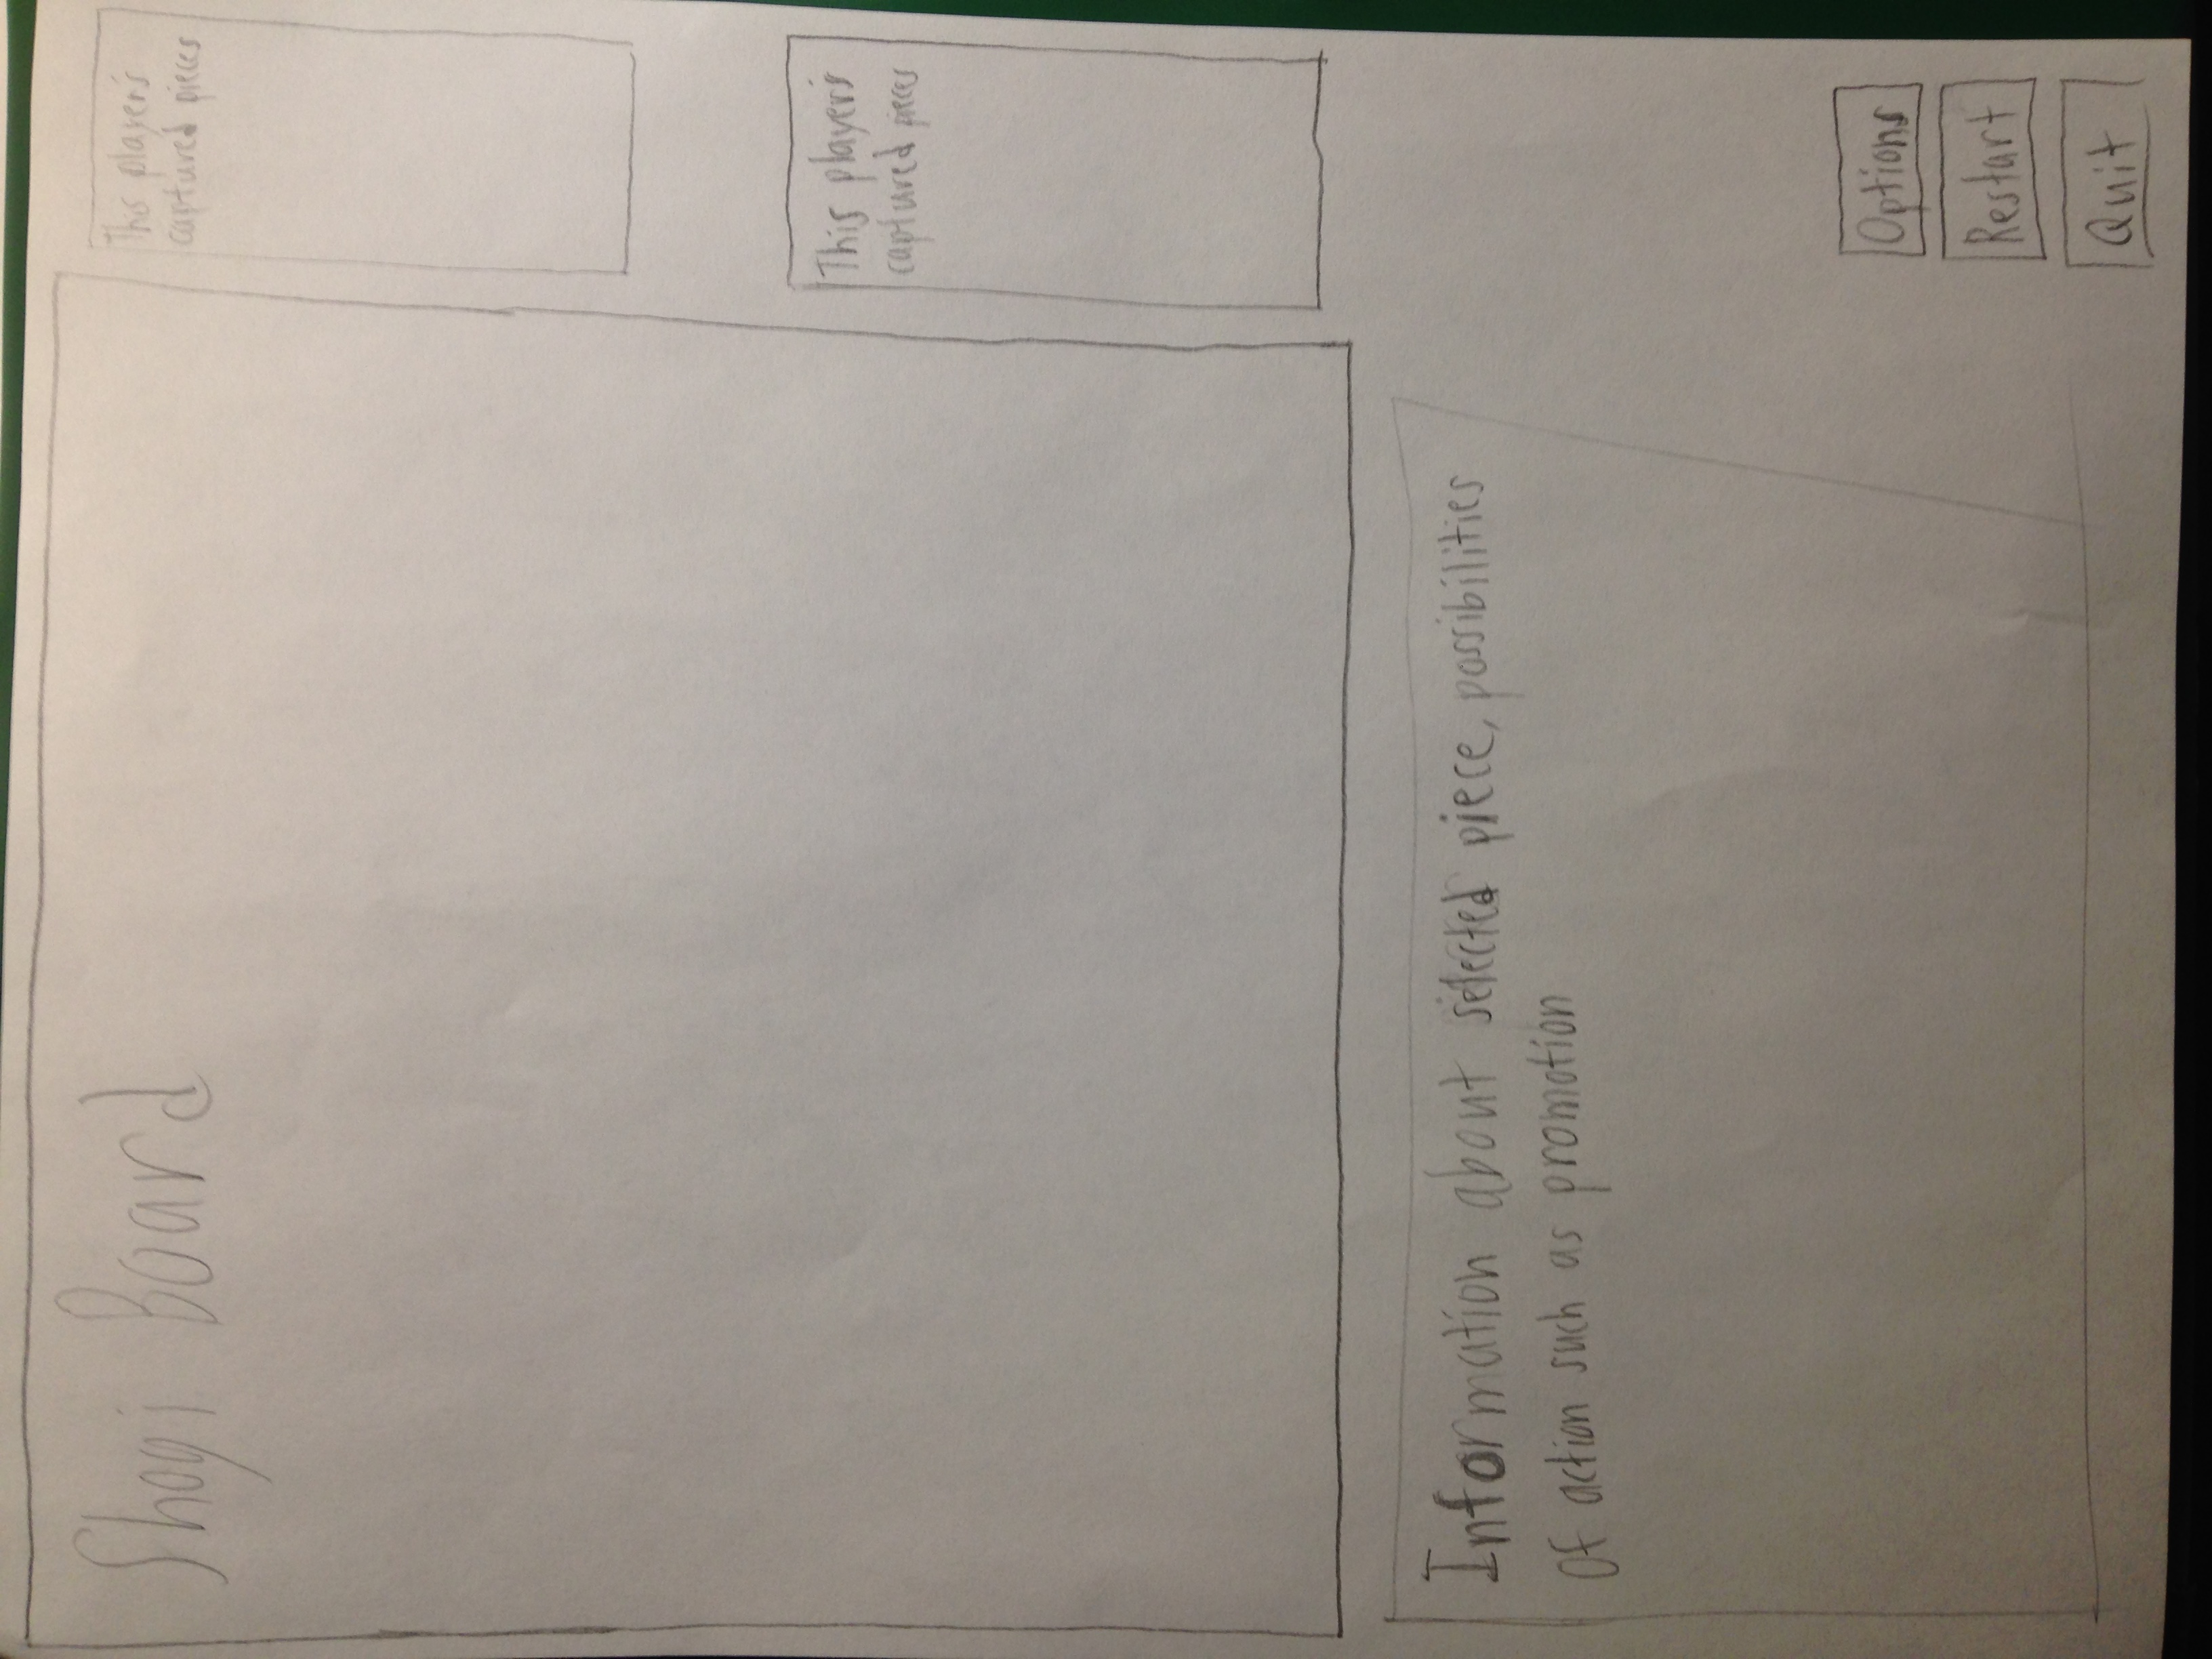 Shogi Board
This player's
captured pieces
This player's
captured pieces
Information about selected piece, possibilities
of action such as promotion
Options
Restart
Quit